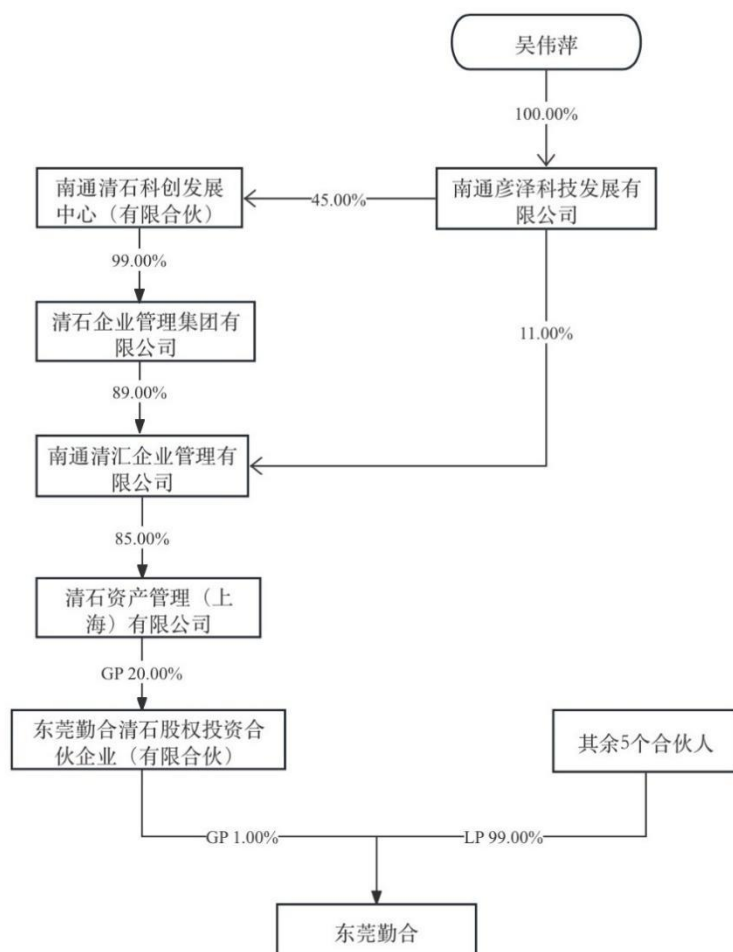 吴伟萍
100.00%
南通清石科创发展
中心（有限合伙）
45.00%
南通彦泽科技发展有
限公司
99.00%
清石企业管理集团有
限公司
11.00%
89.00%
南通清汇企业管理有
限公司
85.00%
清石资产管理（上
海）有限公司
GP 20.00%
东莞勤合清石股权投资合
伙企业（有限合伙）
其余5个合伙人
GP 1.00%
LP 99.00%
东莞勤合